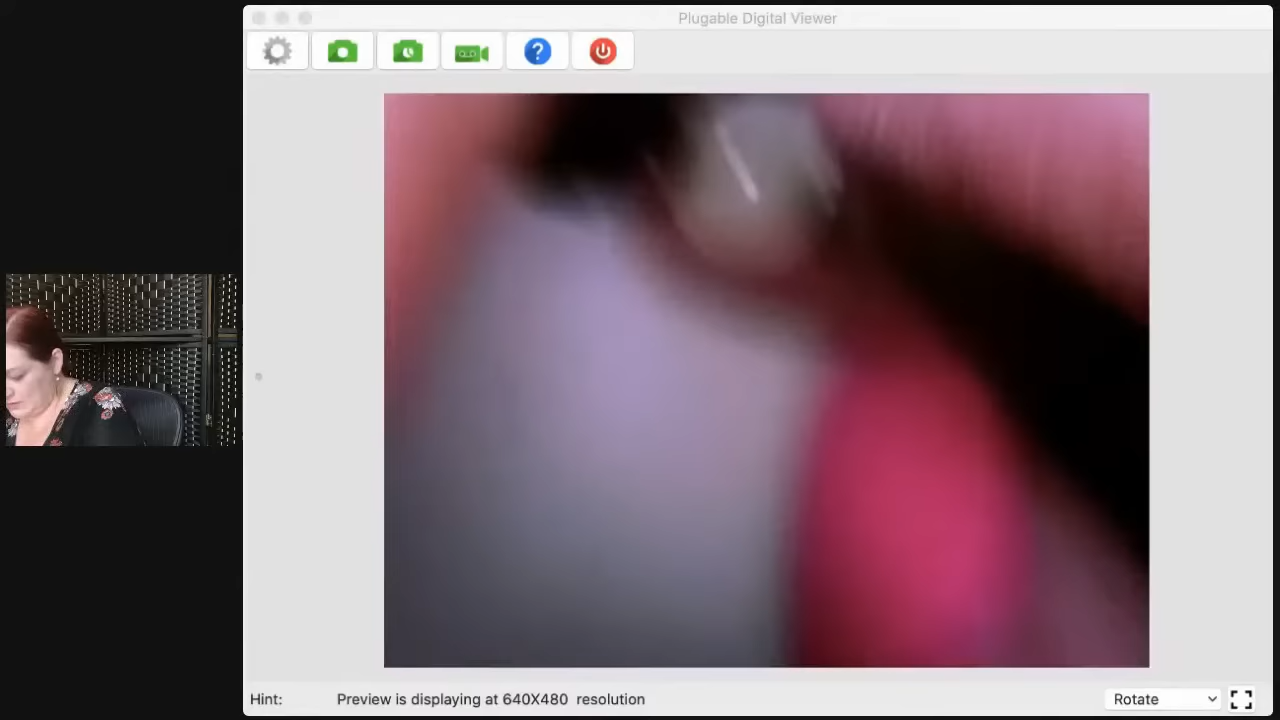 Plugable Digital Viewer
Hint: Preview is displaying at 640X480 resolution
Rotate